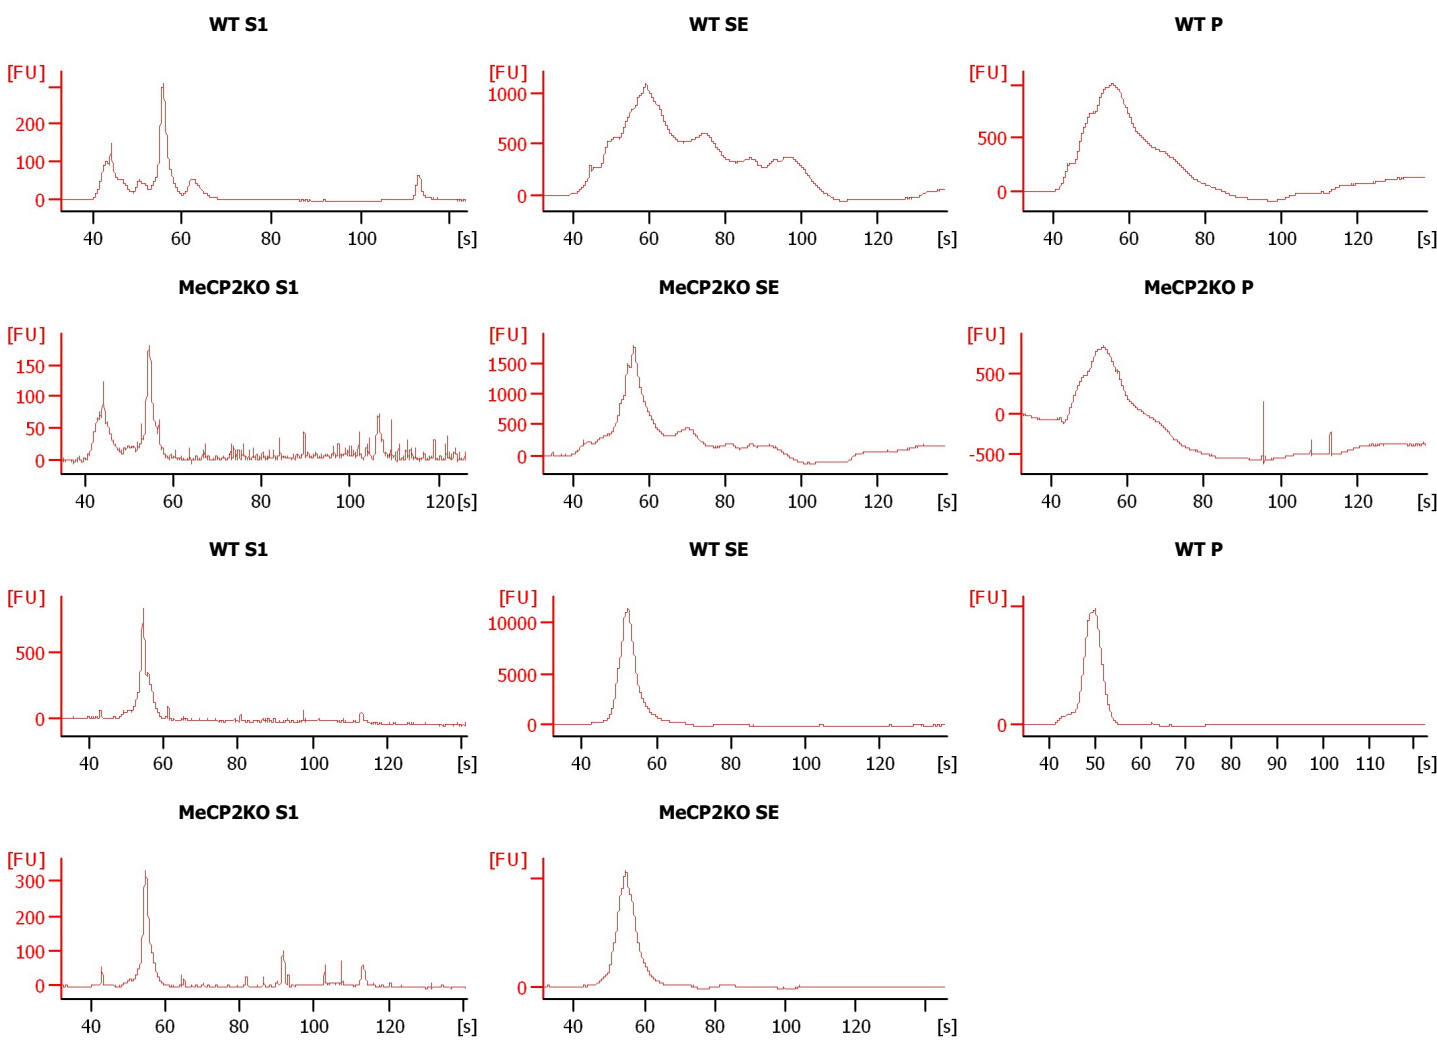 WT S1
WT SE
WT P
[FU]
200
100
0
40 60 80 100 [s]
[FU]
1000
500
0
40 60 80 100 120 [s]
[FU]
500
0
40 60 80 100 120 [s]
MeCP2KO S1
MeCP2KO SE
MeCP2KO P
[FU]
150
100
50
0
40 60 80 100 120 [s]
[FU]
1500
1000
500
0
40 60 80 100 120 [s]
[FU]
500
0
-500
40 60 80 100 120 [s]
WT S1
WT SE
WT P
[FU]
500
0
40 60 80 100 120 [s]
[FU]
10000
5000
0
40 60 80 100 120 [s]
[FU]
0
40 50 60 70 80 90 100 110 [s]
MeCP2KO S1
MeCP2KO SE
[FU]
300
200
100
0
40 60 80 100 120 [s]
[FU]
0
40 60 80 100 120 [s]